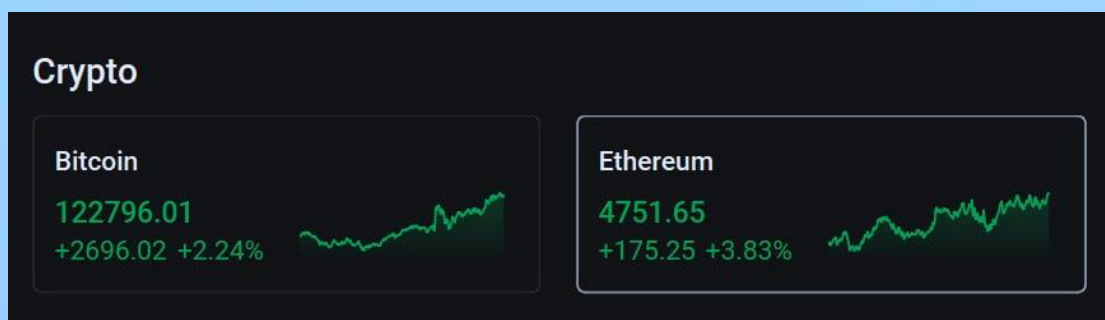 Crypto
Bitcoin
122796.01
+2696.02 +2.24%
Ethereum
4751.65
+175.25 +3.83%